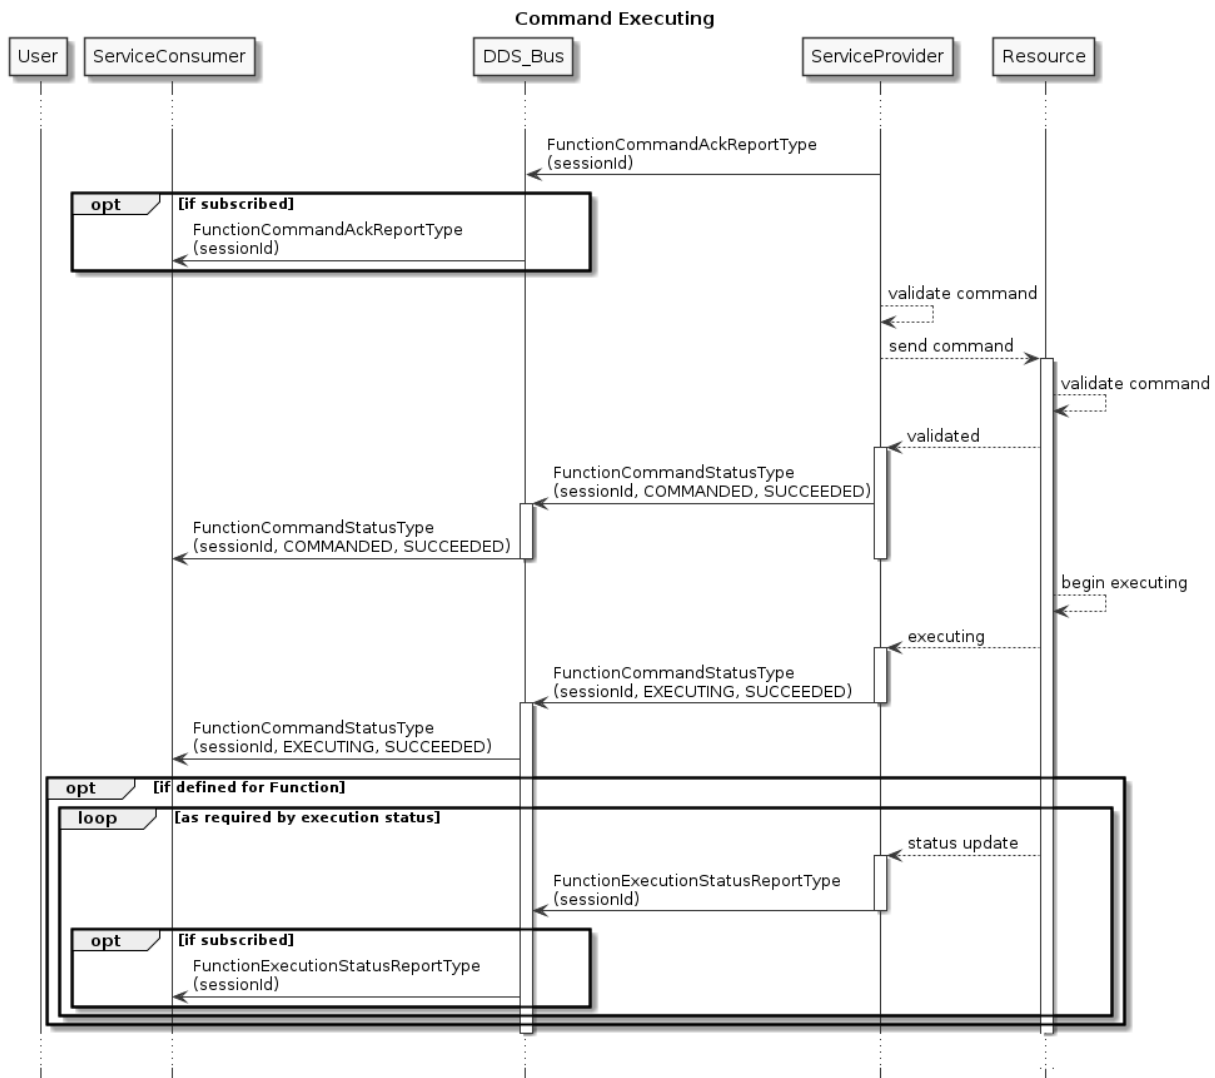 Command Executing
User
ServiceConsumer
DDS_Bus
ServiceProvider
Resource
FunctionCommandAckReportType
(sessionId)
opt
[if subscribed]
FunctionCommandAckReportType
(sessionId)
validate command
send command
validate command
validated
FunctionCommandStatusType
(sessionId, COMMANDED, SUCCEEDED)
FunctionCommandStatusType
(sessionId, COMMANDED, SUCCEEDED)
begin executing
executing
FunctionCommandStatusType
(sessionId, EXECUTING, SUCCEEDED)
FunctionCommandStatusType
(sessionId, EXECUTING, SUCCEEDED)
opt
[if defined for Function]
loop
[as required by execution status]
status update
FunctionExecutionStatusReportType
(sessionId)
opt
[if subscribed]
FunctionExecutionStatusReportType
(sessionId)